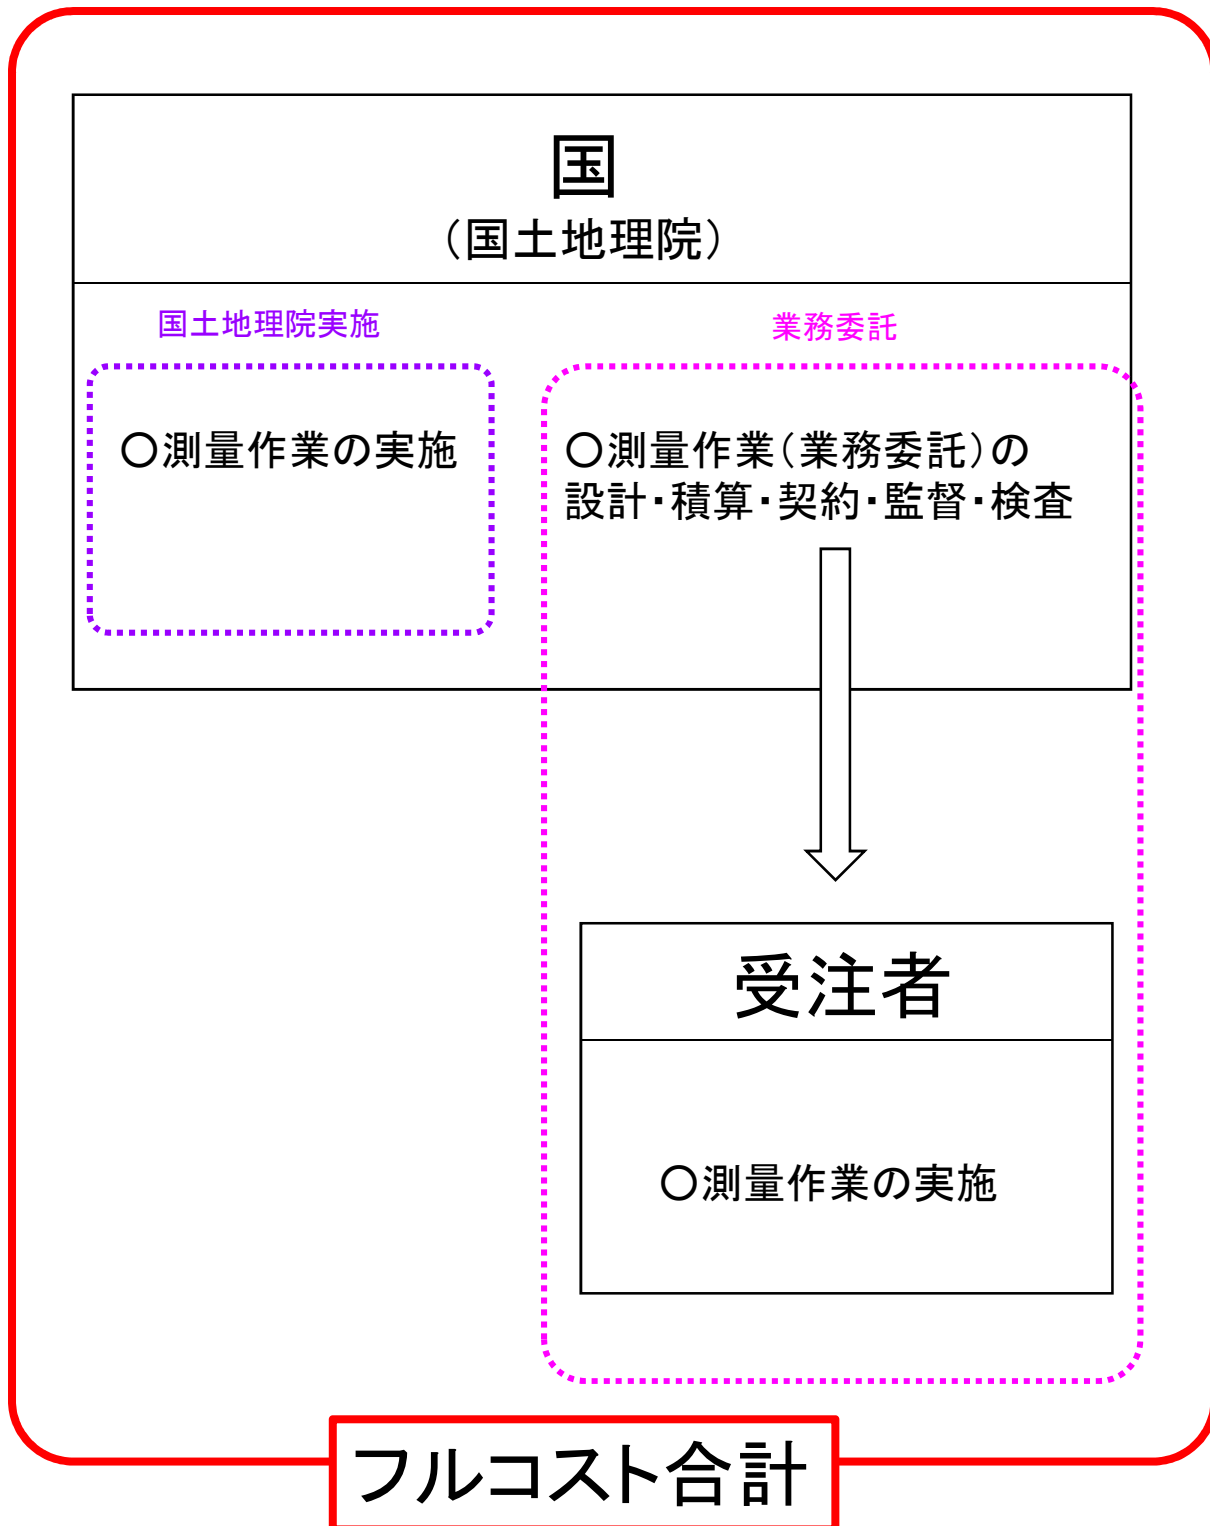 国
（国土地理院）
国土地理院実施
業務委託
○測量作業の実施
○測量作業（業務委託）の
設計・積算・契約・監督・検査
受注者
○測量作業の実施
フルコスト合計